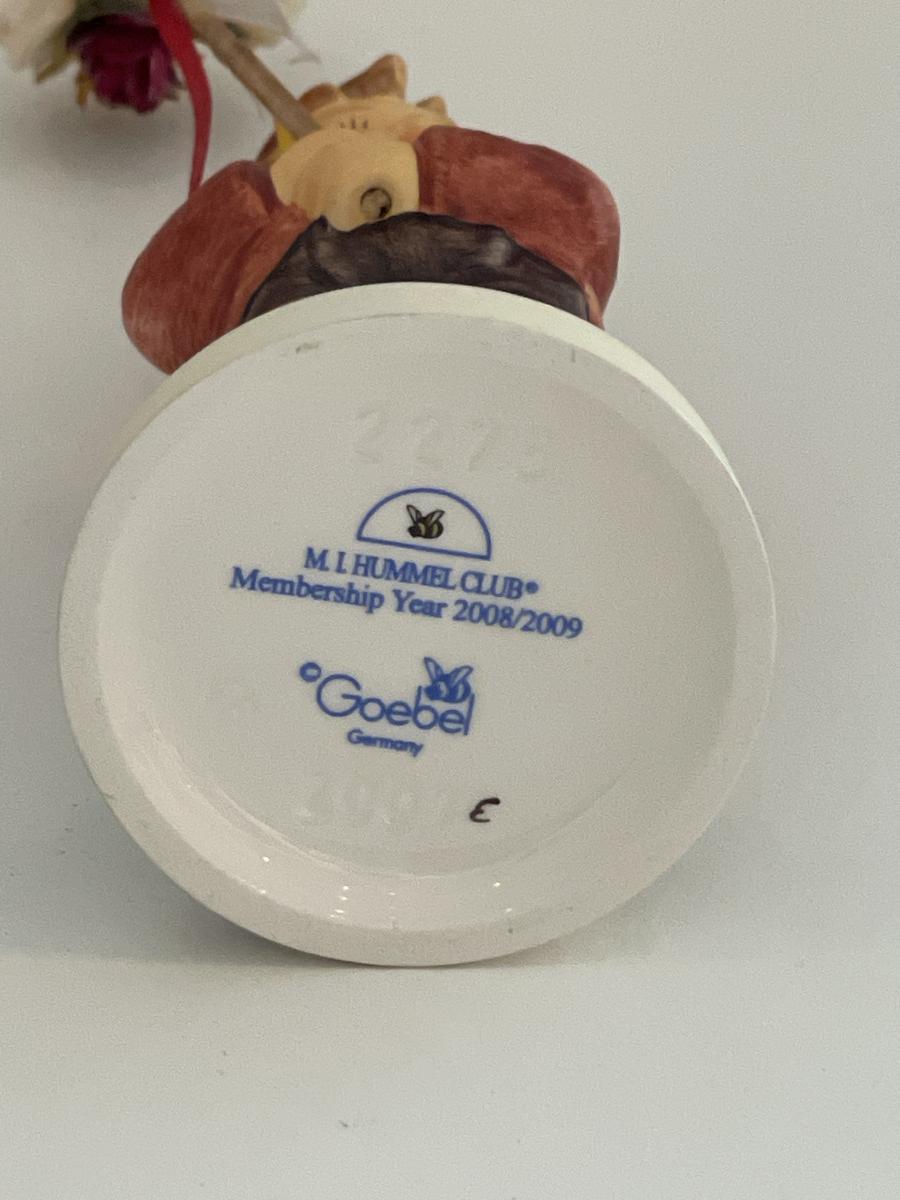 M. I. HUMMEL CLUB®
Membership Year 2008/2009
© Goebel
Germany
ε